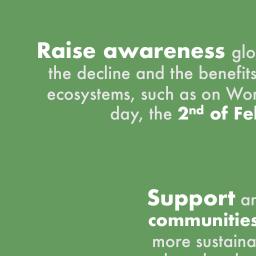 Raise awareness glo
the decline and the benefits
ecosystems, such as on Wor
day, the 2nd of Fel
Support an
communities
more sustaina